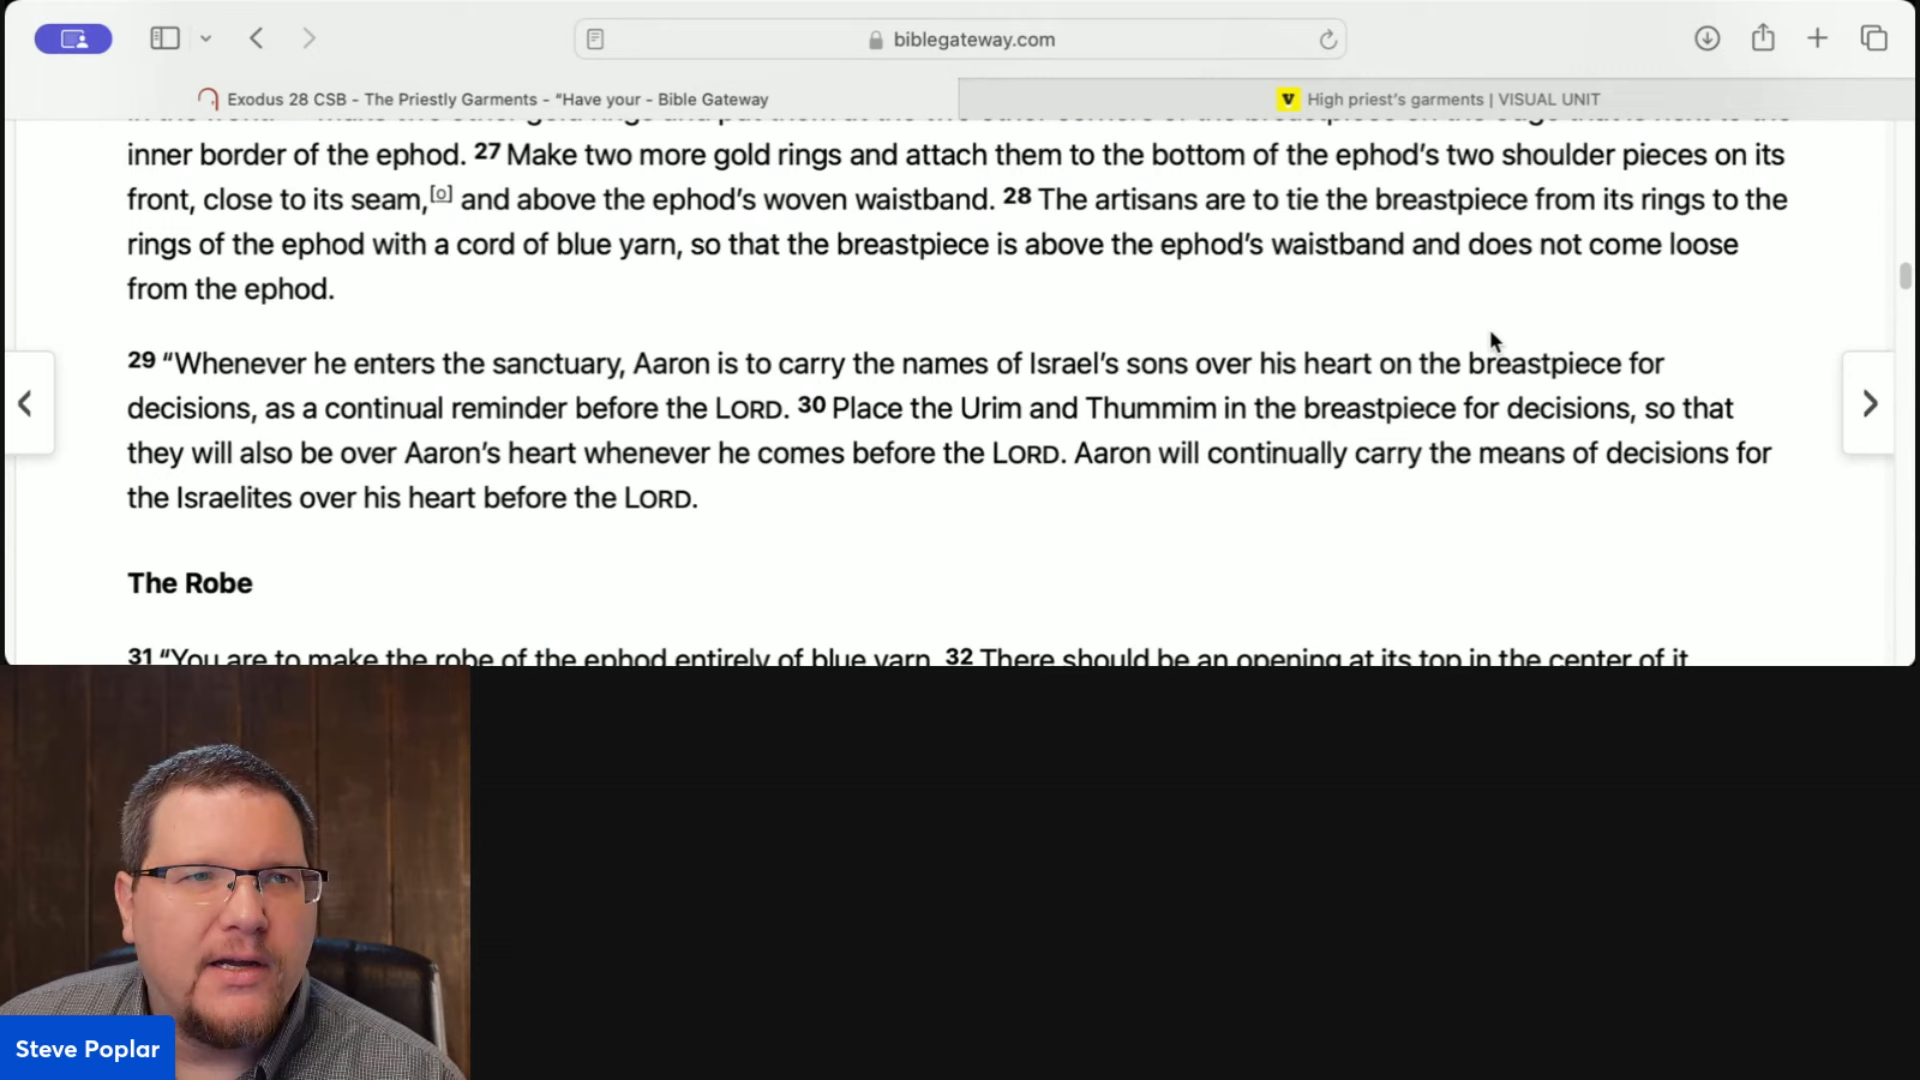 biblegateway.com
Exodus 28 CSB - The Priestly Garments - “Have your - Bible Gateway
V High priest’s garments | VISUAL UNIT
inner border of the ephod. 27 Make two more gold rings and attach them to the bottom of the ephod’s two shoulder pieces on its
front, close to its seam,[o] and above the ephod’s woven waistband. 28 The artisans are to tie the breastpiece from its rings to the
rings of the ephod with a cord of blue yarn, so that the breastpiece is above the ephod’s waistband and does not come loose
from the ephod.
29 “Whenever he enters the sanctuary, Aaron is to carry the names of Israel’s sons over his heart on the breastpiece for
decisions, as a continual reminder before the LORD. 30 Place the Urim and Thummim in the breastpiece for decisions, so that
they will also be over Aaron’s heart whenever he comes before the LORD. Aaron will continually carry the means of decisions for
the Israelites over his heart before the LORD.
The Robe
31 “You are to make the robe of the ephod entirely of blue yarn. 32 There should be an opening at its top in the center of it
Steve Poplar